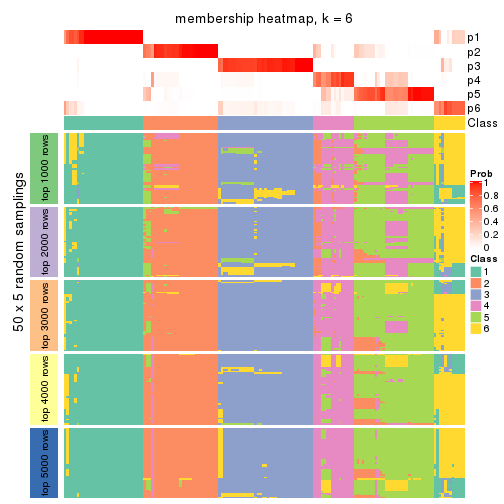 membership heatmap, k = 6
p1
p2
p3
p4
p5
p6
Class
50 x 5 random samplings
top 1000 rows
top 2000 rows
top 3000 rows
top 4000 rows
top 5000 rows
Prob
1
0.8
0.6
0.4
0.2
0
Class
1
2
3
4
5
6